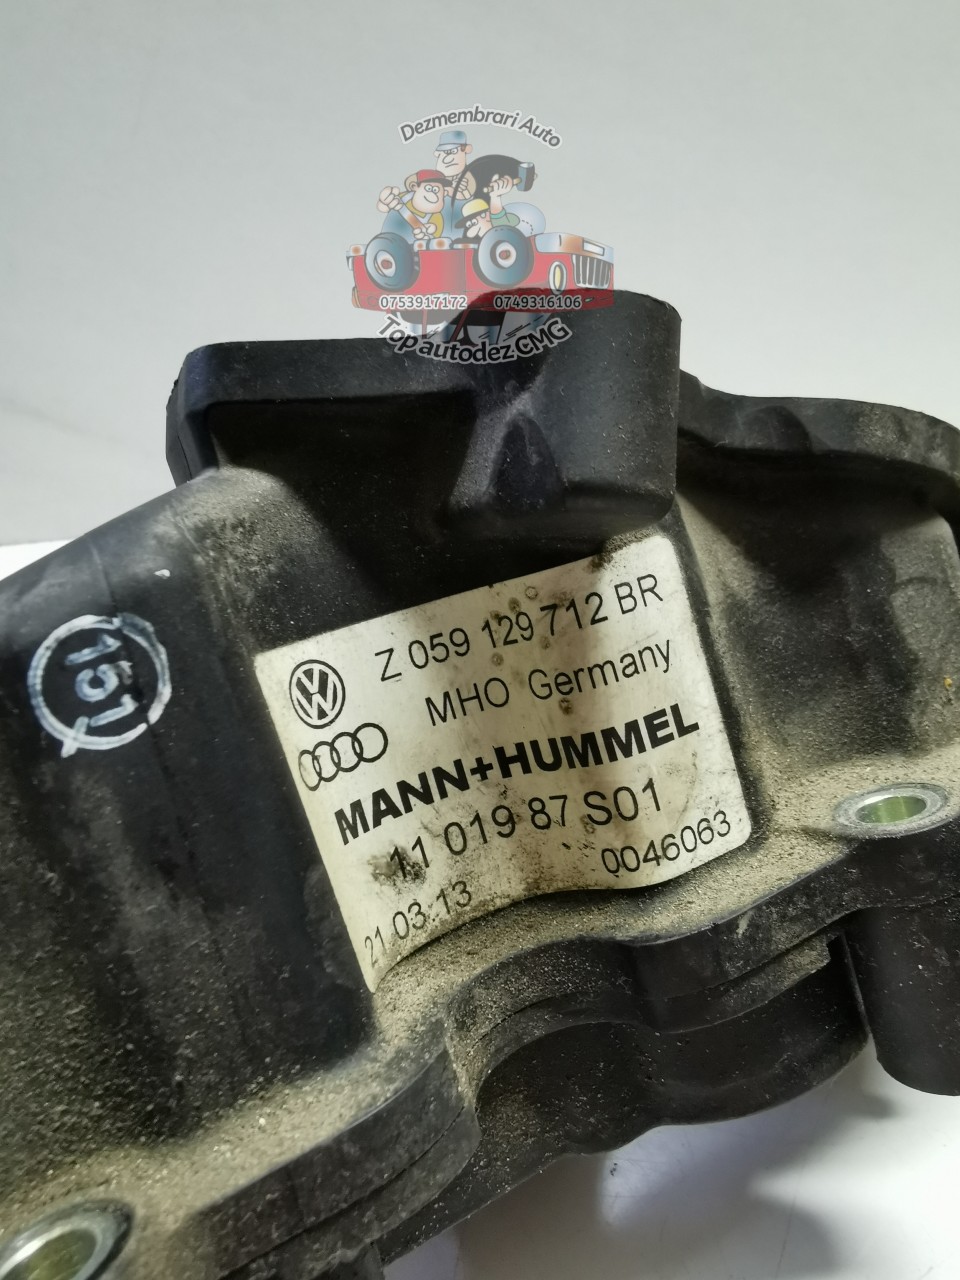 Dezmembrari Auto
0753917172 0749316106
Top autodez CMG
Z 059 129 712 BR
MHO Germany
MANN+HUMMEL
11 019 87 S01
21 03.13 0046063
151